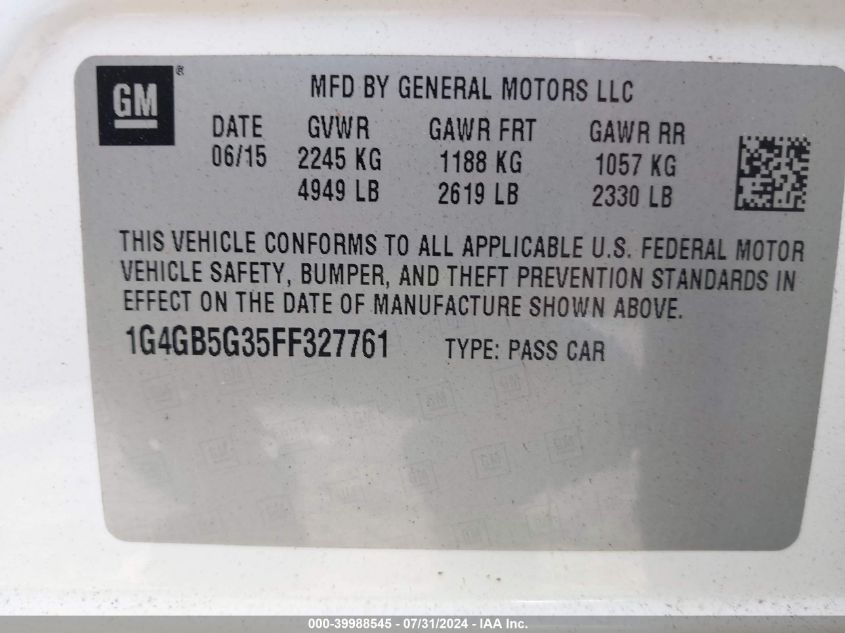 GM®
MFD BY GENERAL MOTORS LLC
DATE GVWR GAWR FRT GAWR RR
06/15 2245 KG 1188 KG 1057 KG
4949 LB 2619 LB 2330 LB
THIS VEHICLE CONFORMS TO ALL APPLICABLE U.S. FEDERAL MOTOR
VEHICLE SAFETY, BUMPER, AND THEFT PREVENTION STANDARDS IN
EFFECT ON THE DATE OF MANUFACTURE SHOWN ABOVE.
1G4GB5G35FF327761 TYPE: PASS CAR
GM
GM
000-39988545 - 07/31/2024 - IAA Inc.